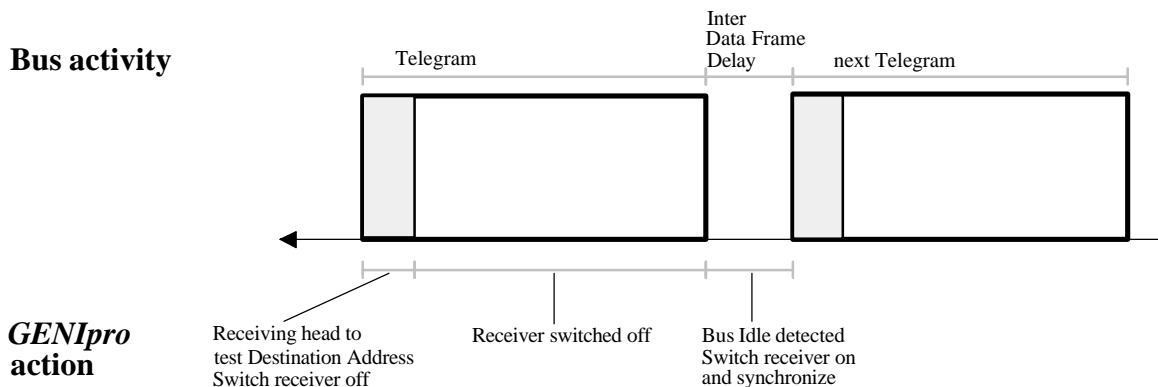 Inter
Data Frame
Delay
Bus activity
Telegram
next Telegram
GENIpro
action
Receiving head to
test Destination Address
Switch receiver off
Receiver switched off
Bus Idle detected
Switch receiver on
and synchronize